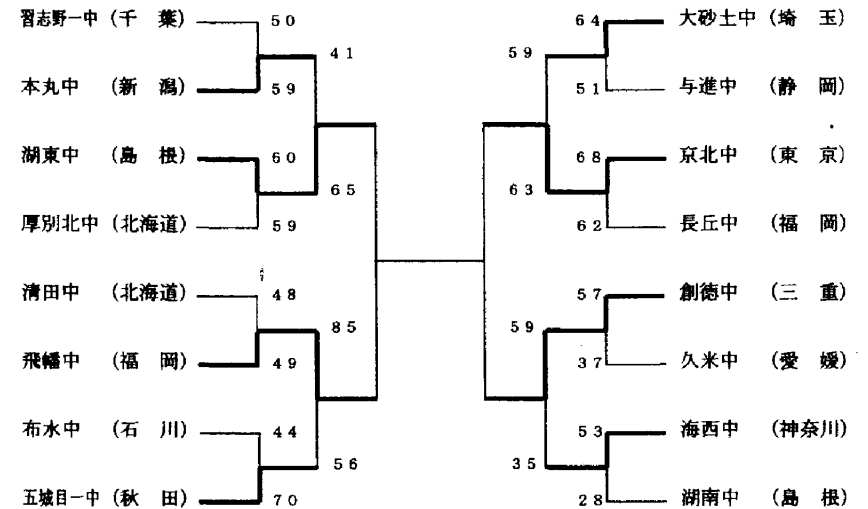 習志野一中 (千 葉) 50 64 大砂土中 (埼 玉)
41 59
本丸中 (新 潟) 59 51 与進中 (静 岡)
湖東中 (島 根) 60 68 京北中 (東 京)
65 63
厚別北中 (北海道) 59 62 長丘中 (福 岡)
清田中 (北海道) 48 57 創徳中 (三 重)
85 59
飛幡中 (福 岡) 49 37 久米中 (愛 媛)
布水中 (石 川) 44 53 海西中 (神奈川)
56 35
五城目一中 (秋 田) 70 28 湖南中 (島 根)